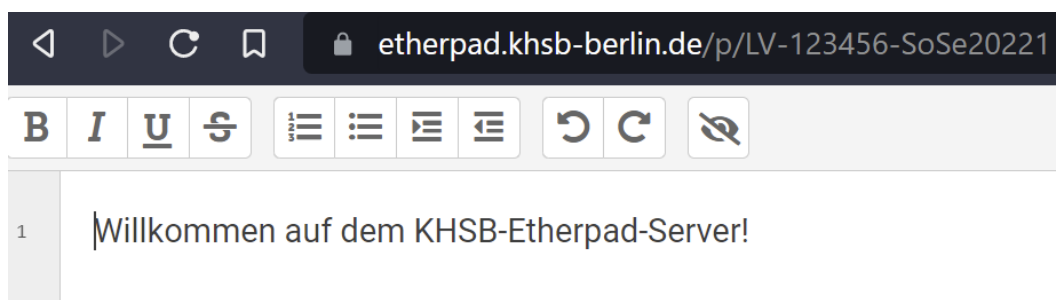 etherpad.khsb-berlin.de/p/LV-123456-SoSe20221
B I U S
1 Willkommen auf dem KHSB-Etherpad-Server!